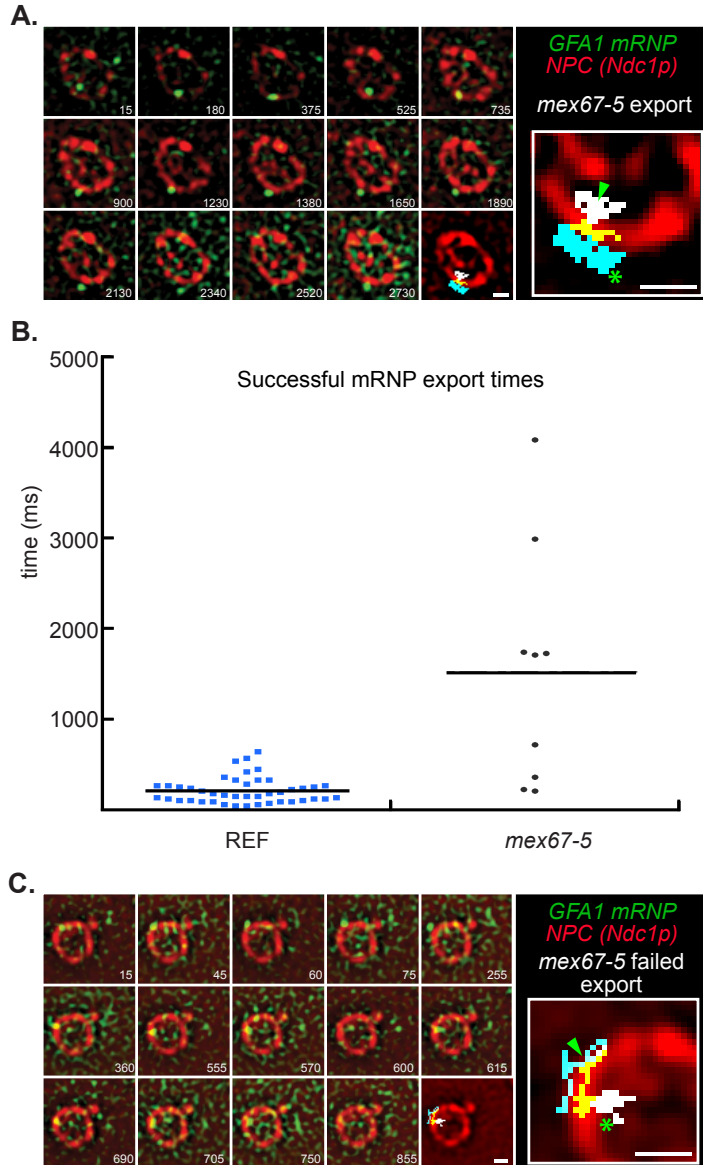 A.
GFA1 mRNP
NPC (Ndc1p)
mex67-5 export
15
180
375
525
735
900
1230
1380
1650
1890
2130
2340
2520
2730
*
B.
Successful mRNP export times
time (ms)
5000
4000
3000
2000
1000
REF
mex67-5
C.
GFA1 mRNP
NPC (Ndc1p)
mex67-5 failed
export
15
45
60
75
255
360
555
570
600
615
690
705
750
855
*